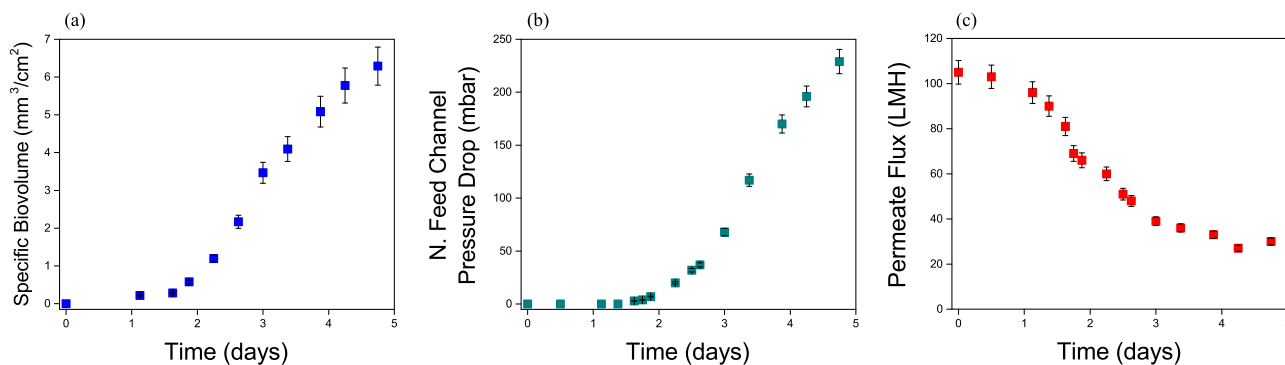 (a)
Specific Biovolume (mm³/cm²)
7
6
5
4
3
2
1
0
0 1 2 3 4 5
Time (days)
(b)
N. Feed Channel
Pressure Drop (mbar)
250
200
150
100
50
0
0 1 2 3 4 5
Time (days)
(c)
Permeate Flux (LMH)
120
100
80
60
40
20
0
0 1 2 3 4
Time (days)